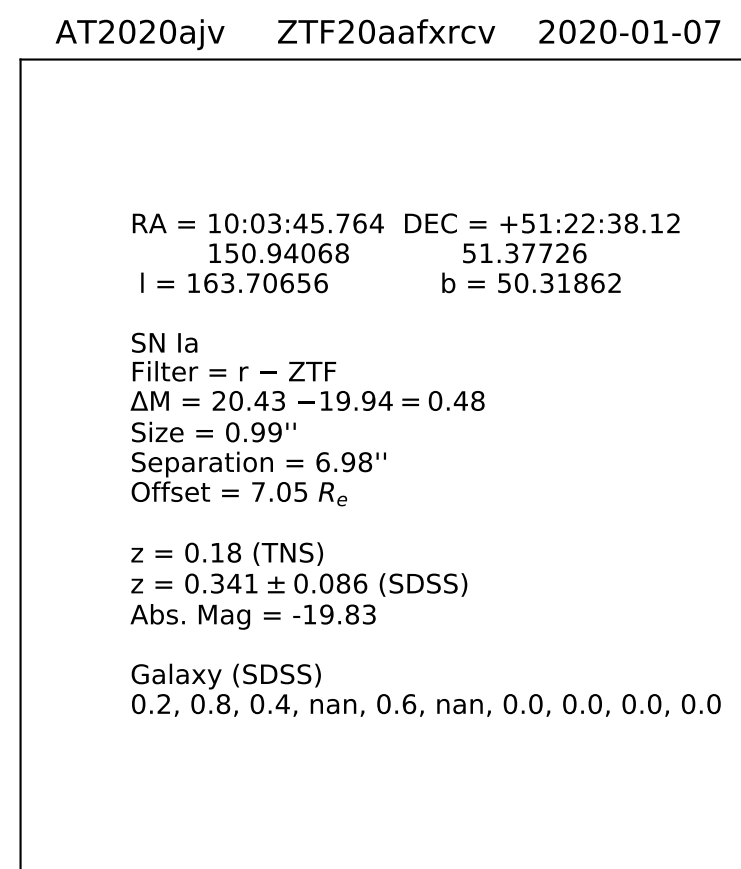 AT2020ajv ZTF20aafxrcv 2020-01-07
RA = 10:03:45.764 DEC = +51:22:38.12
150.94068 51.37726
l = 163.70656 b = 50.31862
SN Ia
Filter = r − ZTF
ΔM = 20.43 −19.94 = 0.48
Size = 0.99''
Separation = 6.98''
Offset = 7.05 Rₑ
z = 0.18 (TNS)
z = 0.341 ± 0.086 (SDSS)
Abs. Mag = -19.83
Galaxy (SDSS)
0.2, 0.8, 0.4, nan, 0.6, nan, 0.0, 0.0, 0.0, 0.0